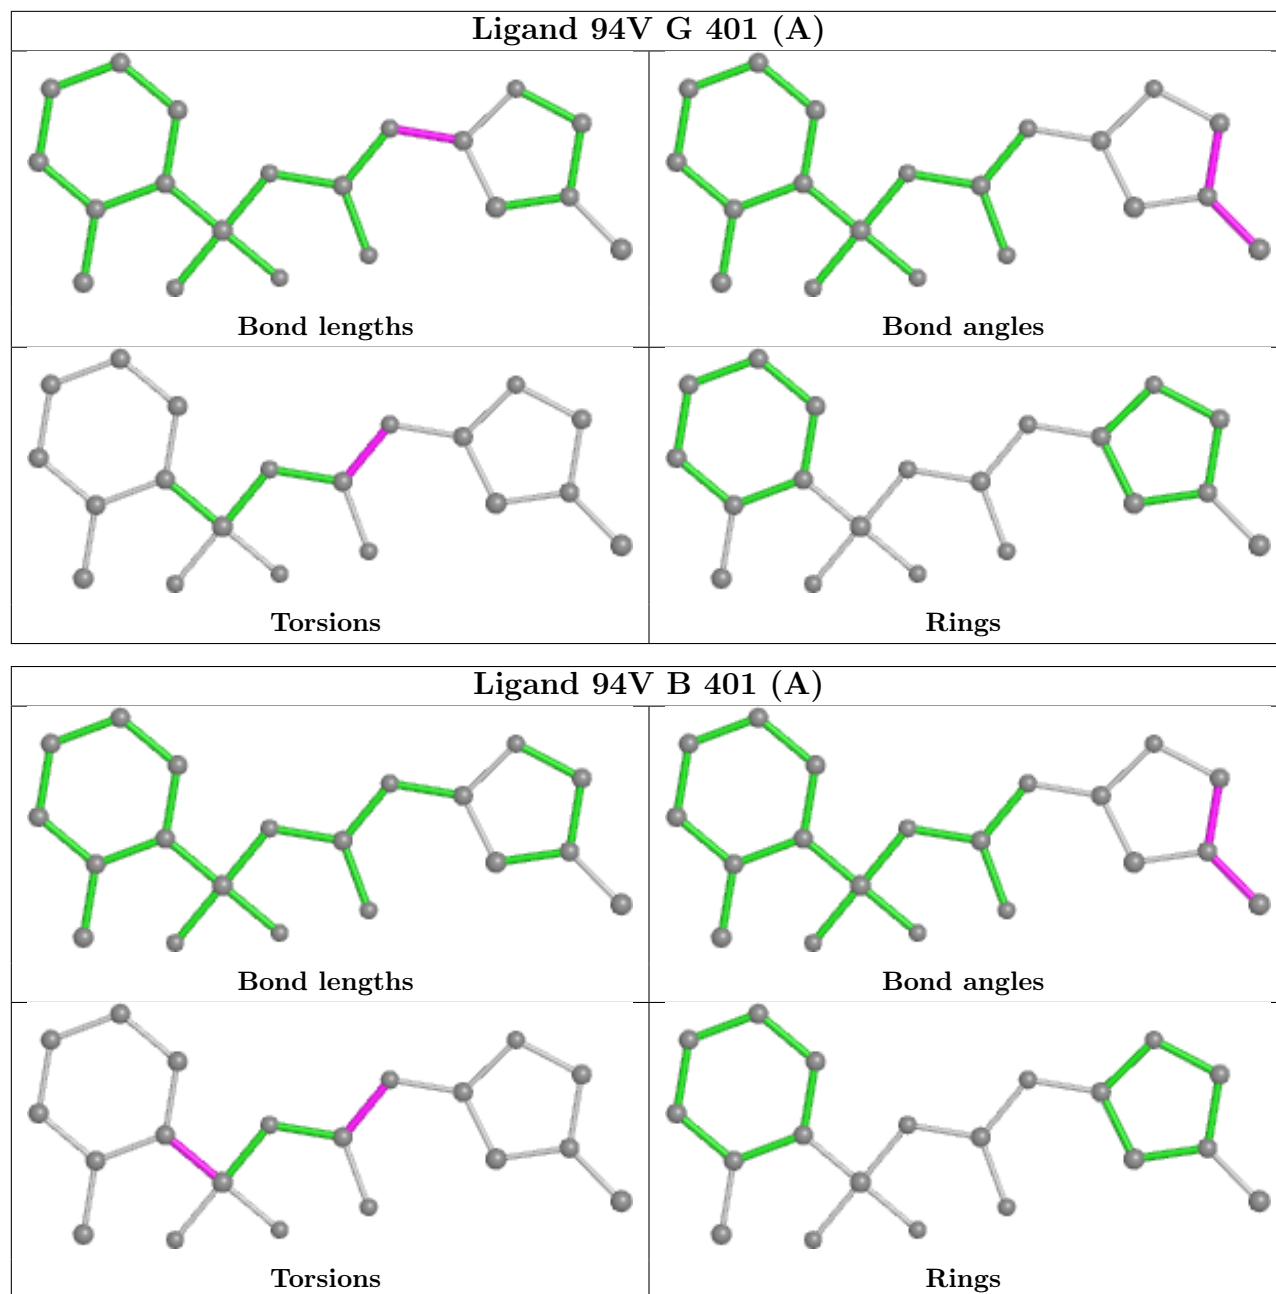 Ligand 94V G 401 (A)
Bond lengths
Bond angles
Torsions
Rings
Ligand 94V B 401 (A)
Bond lengths
Bond angles
Torsions
Rings